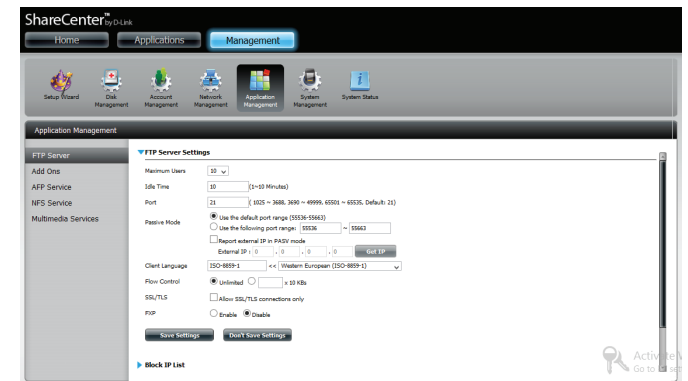 ShareCenter™ by D-Link
Home Applications Management
Setup Wizard Disk Management Account Management Network Management Application Management System Management System Status
Application Management
FTP Server
Add Ons
AFP Service
NFS Service
Multimedia Services
FTP Server Settings
Maximum Users 10
Idle Time 10 (1~10 Minutes)
Port 21 ( 1025 ~ 3688, 3690 ~ 49999, 65501 ~ 65535, Default: 21)
Passive Mode Use the default port range (55536-55663)
Use the following port range: 55536 ~ 55663
Report external IP in PASV mode
External IP : 0 . 0 . 0 . 0 Get IP
Client Language ISO-8859-1 << Western European (ISO-8859-1)
Flow Control Unlimited x 10 KBs
SSL/TLS Allow SSL/TLS connections only
FXP Enable Disable
Save Settings Don't Save Settings
Block IP List
Activate
Go to